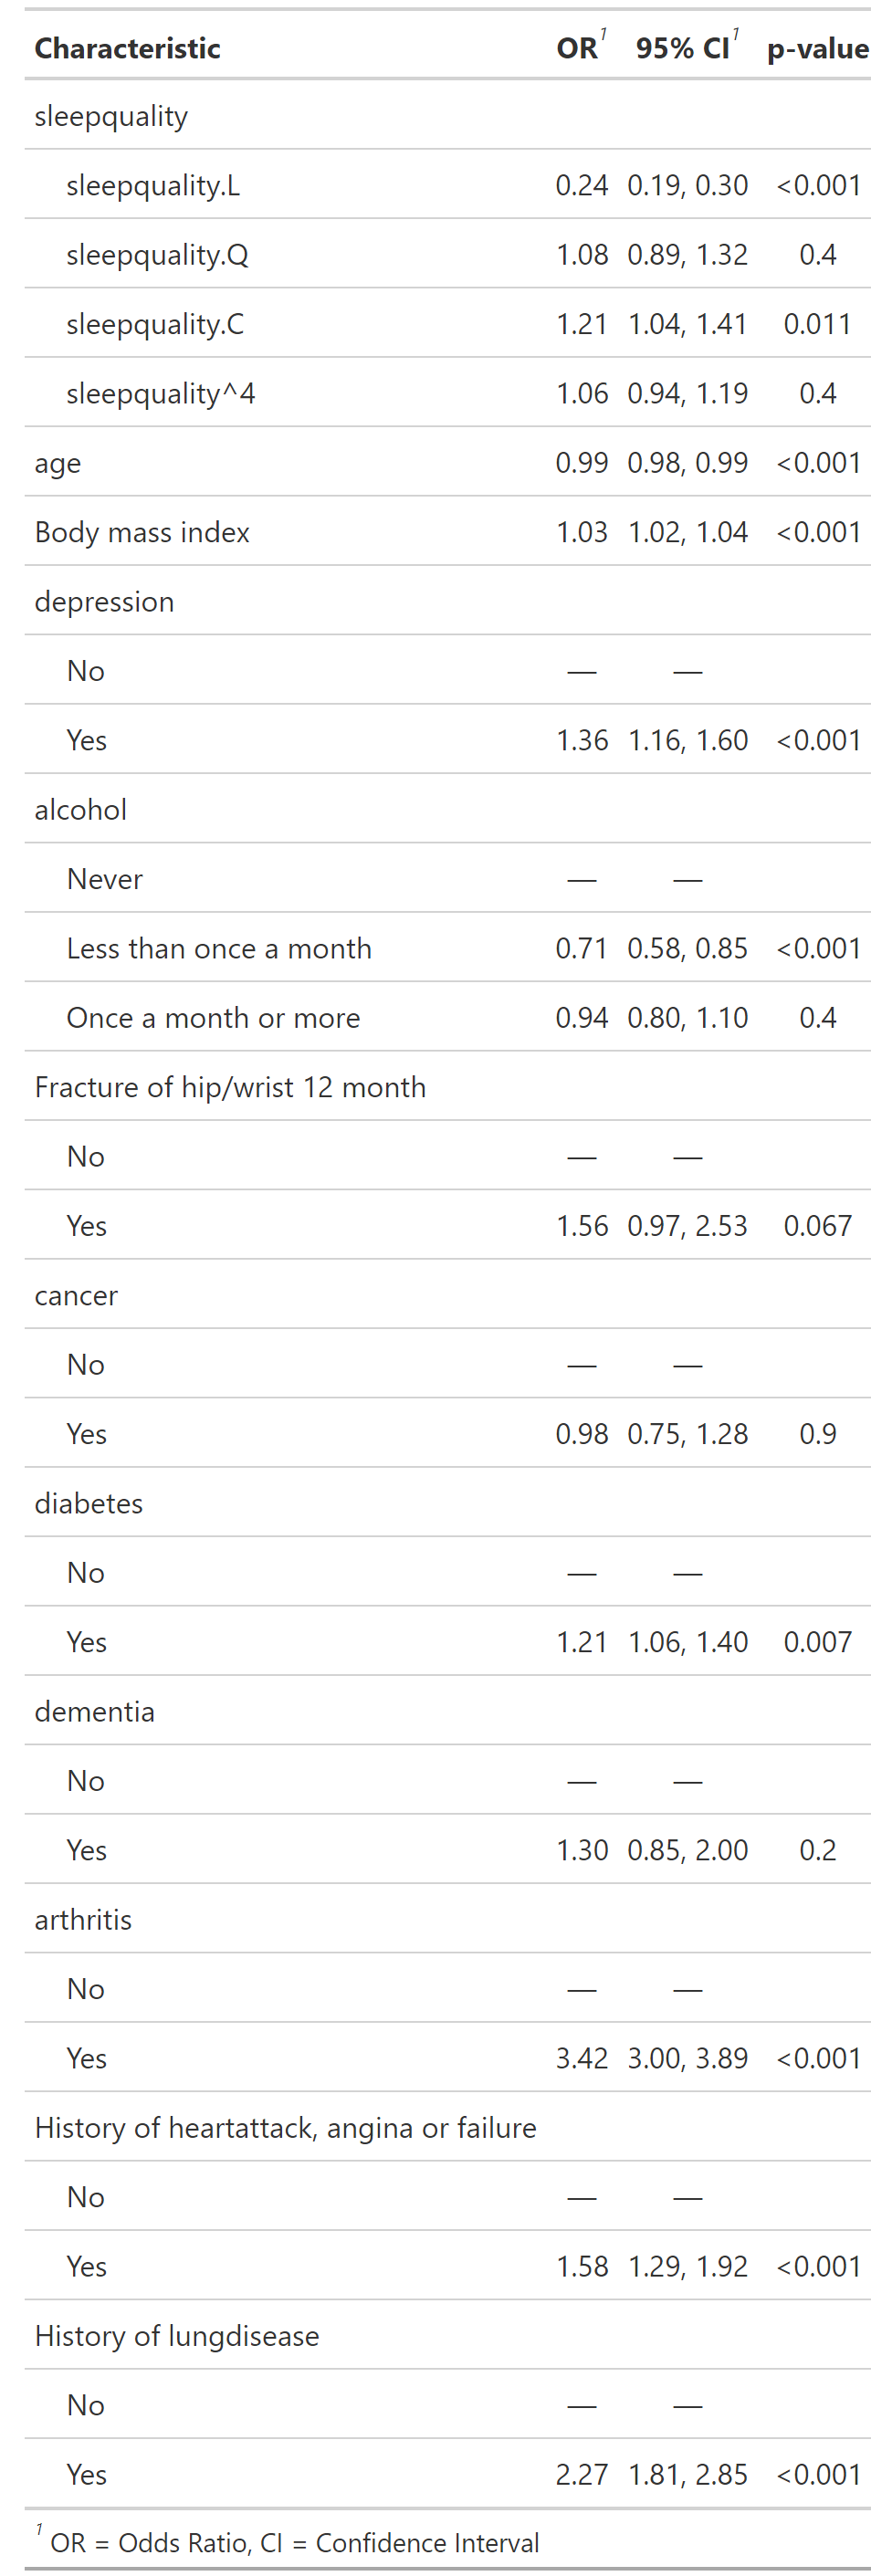 Characteristic OR1 95% CI1 p-value
sleepquality
sleepquality.L 0.24 0.19, 0.30 <0.001
sleepquality.Q 1.08 0.89, 1.32 0.4
sleepquality.C 1.21 1.04, 1.41 0.011
sleepquality^4 1.06 0.94, 1.19 0.4
age 0.99 0.98, 0.99 <0.001
Body mass index 1.03 1.02, 1.04 <0.001
depression
No — —
Yes 1.36 1.16, 1.60 <0.001
alcohol
Never — —
Less than once a month 0.71 0.58, 0.85 <0.001
Once a month or more 0.94 0.80, 1.10 0.4
Fracture of hip/wrist 12 month
No — —
Yes 1.56 0.97, 2.53 0.067
cancer
No — —
Yes 0.98 0.75, 1.28 0.9
diabetes
No — —
Yes 1.21 1.06, 1.40 0.007
dementia
No — —
Yes 1.30 0.85, 2.00 0.2
arthritis
No — —
Yes 3.42 3.00, 3.89 <0.001
History of heartattack, angina or failure
No — —
Yes 1.58 1.29, 1.92 <0.001
History of lungdisease
No — —
Yes 2.27 1.81, 2.85 <0.001
1 OR = Odds Ratio, CI = Confidence Interval